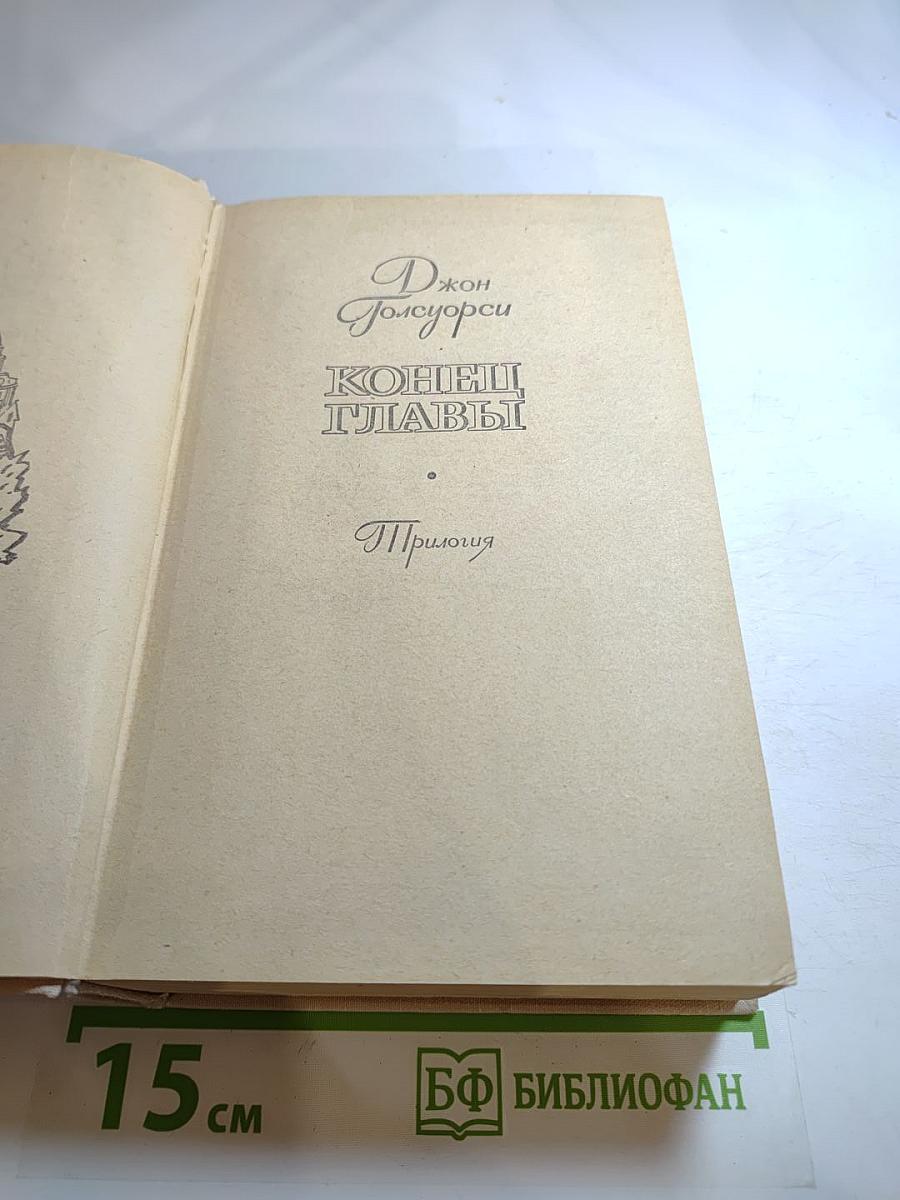 Джон
Голсуорси
КОНЕЦ
ГЛАВЫ
Трилогия
15 см
БФ БИБЛИОФАН